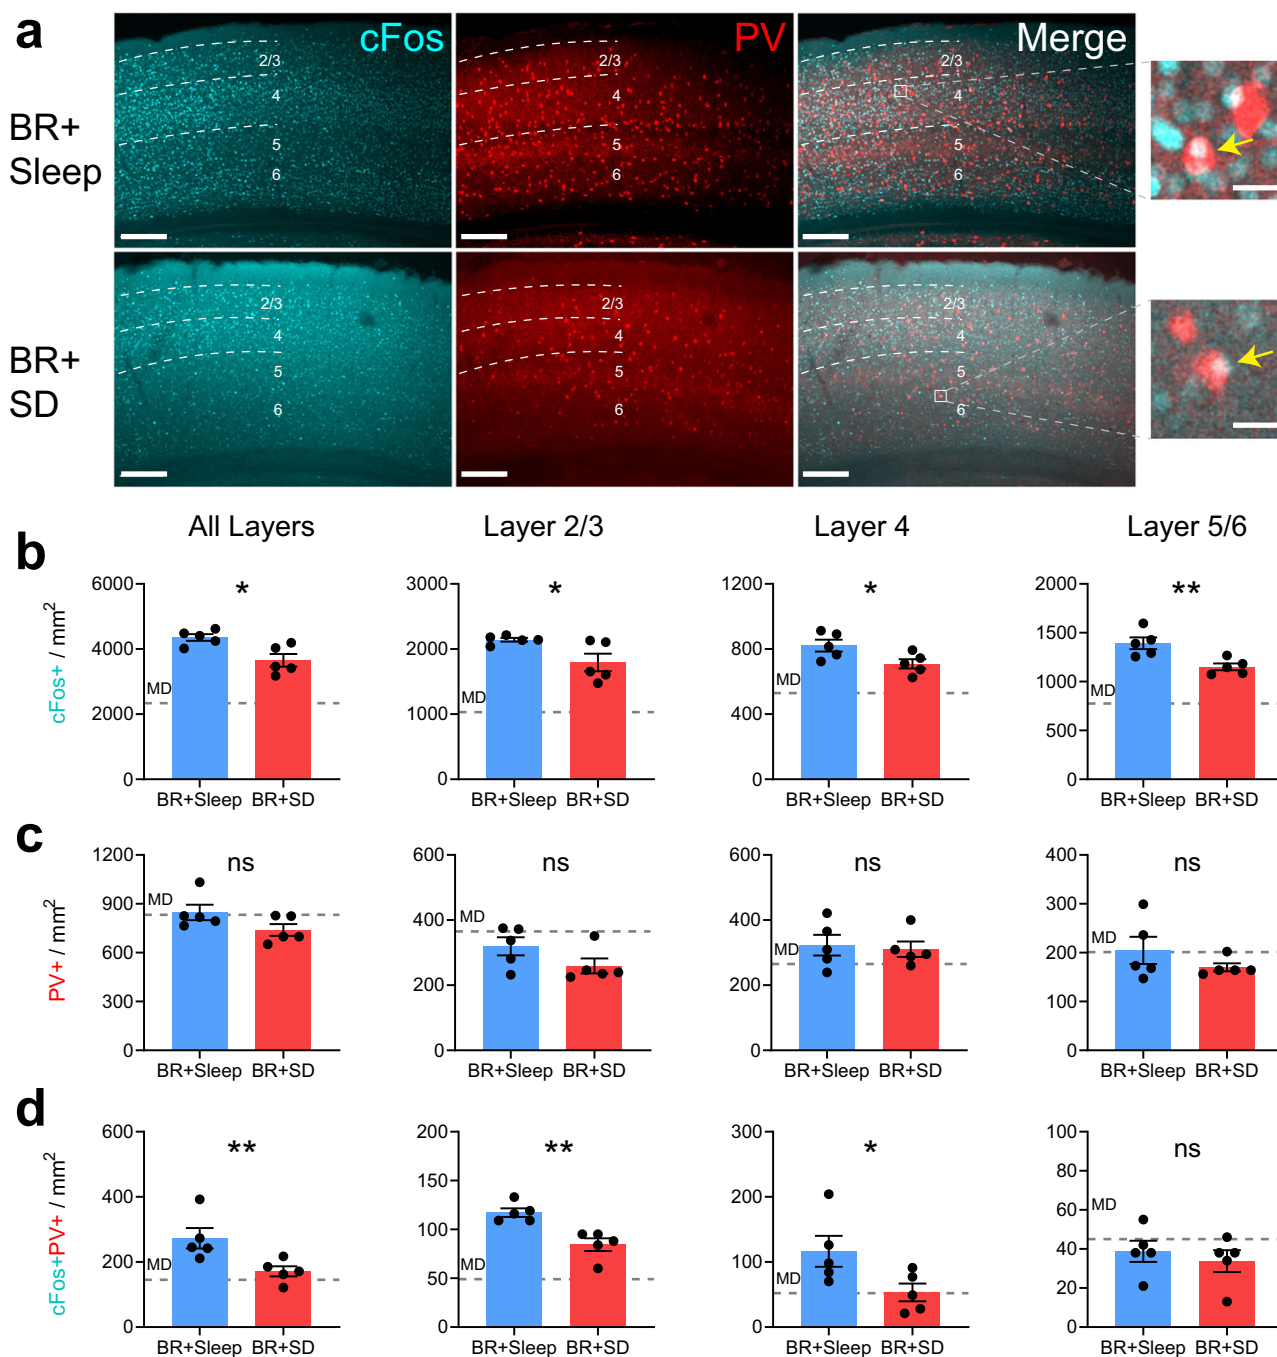 a
cFos
PV
Merge
BR+
Sleep
2/3
4
5
6
2/3
4
5
6
2/3
4
5
6
BR+
SD
2/3
4
5
6
2/3
4
5
6
2/3
4
5
6
All Layers
Layer 2/3
Layer 4
Layer 5/6
b
cFos+ / mm²
6000
4000
2000
0
MD
*
BR+Sleep
BR+SD
3000
2000
1000
0
MD
*
BR+Sleep
BR+SD
1200
800
400
0
MD
*
BR+Sleep
BR+SD
2000
1500
1000
500
0
MD
**
BR+Sleep
BR+SD
c
PV+ / mm²
1200
900
600
300
0
MD
ns
BR+Sleep
BR+SD
600
400
200
0
MD
ns
BR+Sleep
BR+SD
600
400
200
0
MD
ns
BR+Sleep
BR+SD
400
300
200
100
0
MD
ns
BR+Sleep
BR+SD
d
cFos+PV+ / mm²
600
400
200
0
MD
**
BR+Sleep
BR+SD
200
150
100
50
0
MD
**
BR+Sleep
BR+SD
300
200
100
0
MD
*
BR+Sleep
BR+SD
100
80
60
40
20
0
MD
ns
BR+Sleep
BR+SD